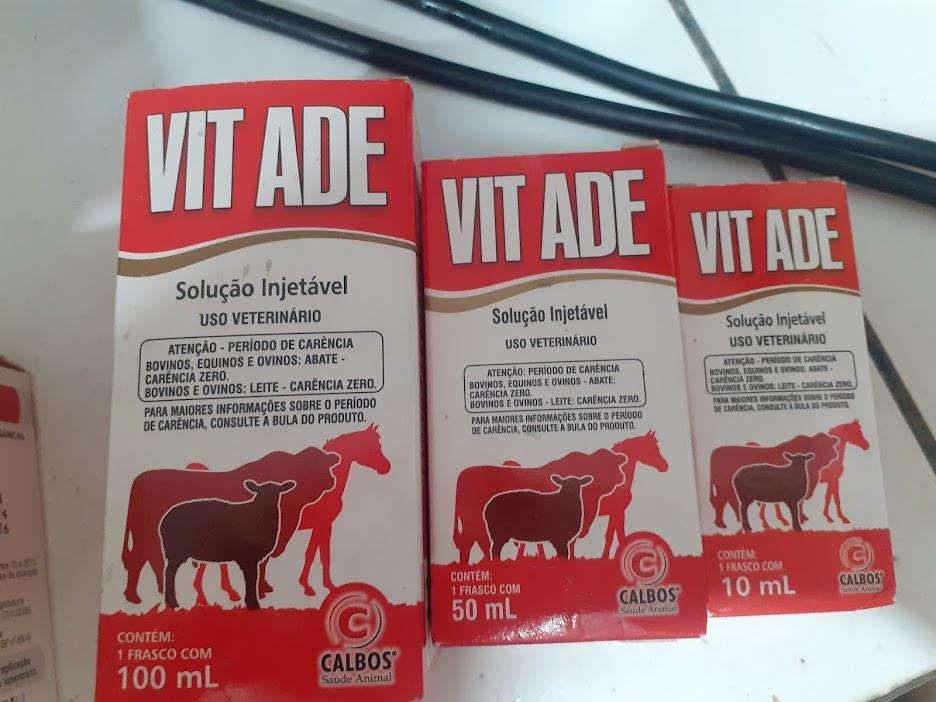 VIT ADE
Solução Injetável
USO VETERINÁRIO
ATENÇÃO - PERÍODO DE CARÊNCIA
BOVINOS, EQUINOS E OVINOS: ABATE -
CARÊNCIA ZERO.
BOVINOS E OVINOS: LEITE - CARÊNCIA ZERO.
PARA MAIORES INFORMAÇÕES SOBRE O PERÍODO
DE CARÊNCIA, CONSULTE A BULA DO PRODUTO.
CONTÉM:
1 FRASCO COM
100 mL
C
CALBOS®
Saúde Animal
VIT ADE
Solução Injetável
USO VETERINÁRIO
ATENÇÃO: PERÍODO DE CARÊNCIA
BOVINOS, EQUINOS E OVINOS - ABATE:
CARÊNCIA ZERO.
BOVINOS E OVINOS - LEITE: CARÊNCIA ZERO.
PARA MAIORES INFORMAÇÕES SOBRE O PERÍODO
DE CARÊNCIA, CONSULTE A BULA DO PRODUTO.
CONTÉM:
1 FRASCO COM
50 mL
C
CALBOS®
Saúde Animal
VIT ADE
Solução Injetável
USO VETERINÁRIO
ATENÇÃO - PERÍODO DE CARÊNCIA
BOVINOS, EQUINOS E OVINOS: ABATE -
CARÊNCIA ZERO.
BOVINOS E OVINOS: LEITE - CARÊNCIA ZERO.
PARA MAIORES INFORMAÇÕES SOBRE O PERÍODO
DE CARÊNCIA, CONSULTE A BULA DO PRODUTO.
CONTÉM:
1 FRASCO COM
10 mL
C
CALBOS®
Saúde Animal